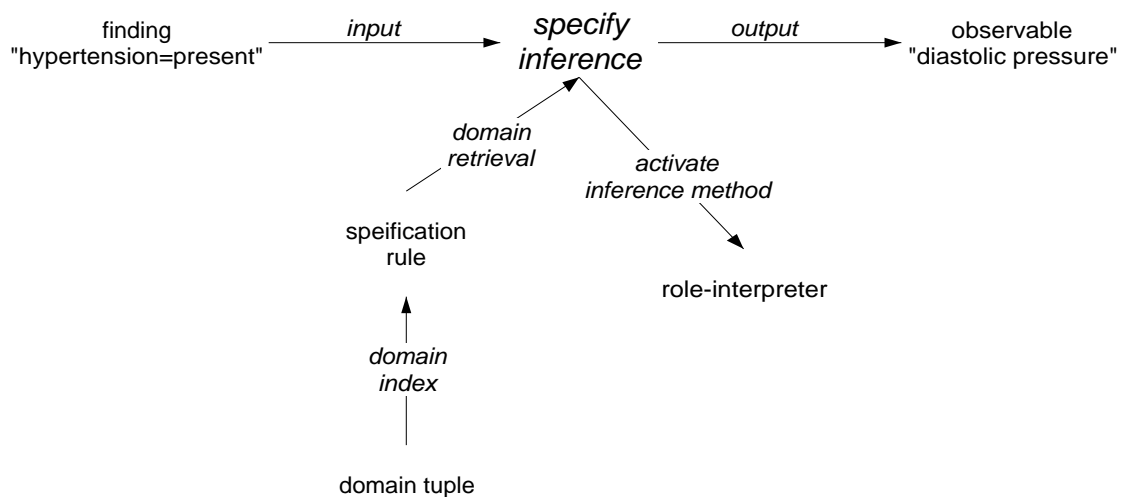 finding
"hypertension=present"
input
specify
inference
output
observable
"diastolic pressure"
domain
retrieval
activate
inference method
speification
rule
role-interpreter
domain
index
domain tuple